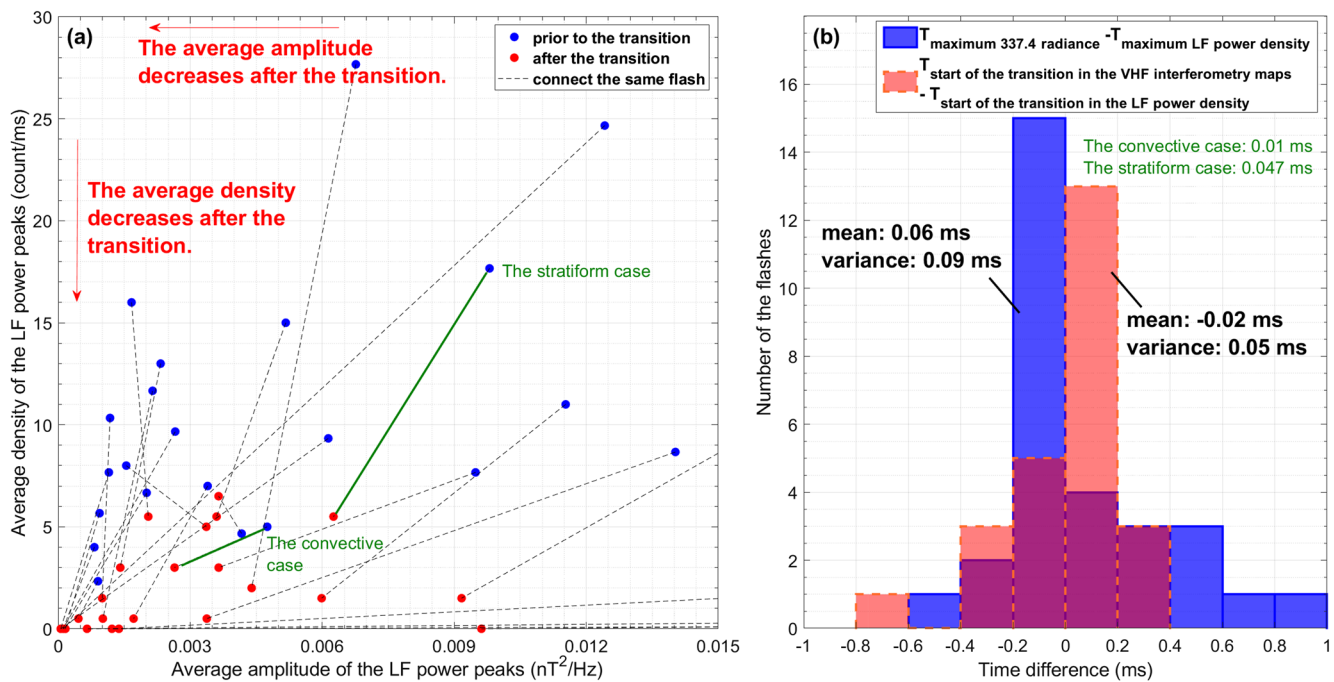 (a)
The average amplitude
decreases after the transition.
The average density
decreases after the
transition.
prior to the transition
after the transition
connect the same flash
The stratiform case
The convective
case
30
25
20
15
10
5
0
0
0.003
0.006
0.009
0.012
0.015
Average density of the LF power peaks (count/ms)
Average amplitude of the LF power peaks (nT2/Hz)
(b)
Tmaximum 337.4 radiance -Tmaximum LF power density
Tstart of the transition in the VHF interferometry maps
- Tstart of the transition in the LF power density
The convective case: 0.01 ms
The stratiform case: 0.047 ms
mean: 0.06 ms
variance: 0.09 ms
mean: -0.02 ms
variance: 0.05 ms
16
14
12
10
8
6
4
2
0
-1
-0.8
-0.6
-0.4
-0.2
0
0.2
0.4
0.6
0.8
1
Number of the flashes
Time difference (ms)